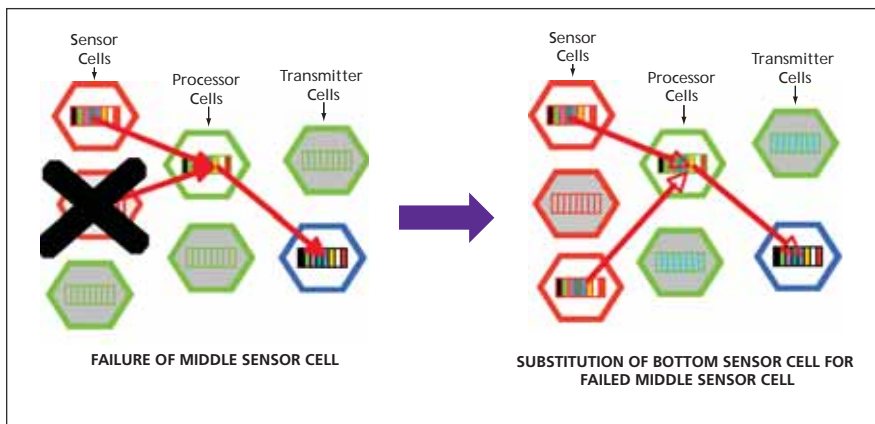 Sensor
Cells
Processor
Cells
Transmitter
Cells
FAILURE OF MIDDLE SENSOR CELL
Sensor
Cells
Processor
Cells
Transmitter
Cells
SUBSTITUTION OF BOTTOM SENSOR CELL FOR
FAILED MIDDLE SENSOR CELL